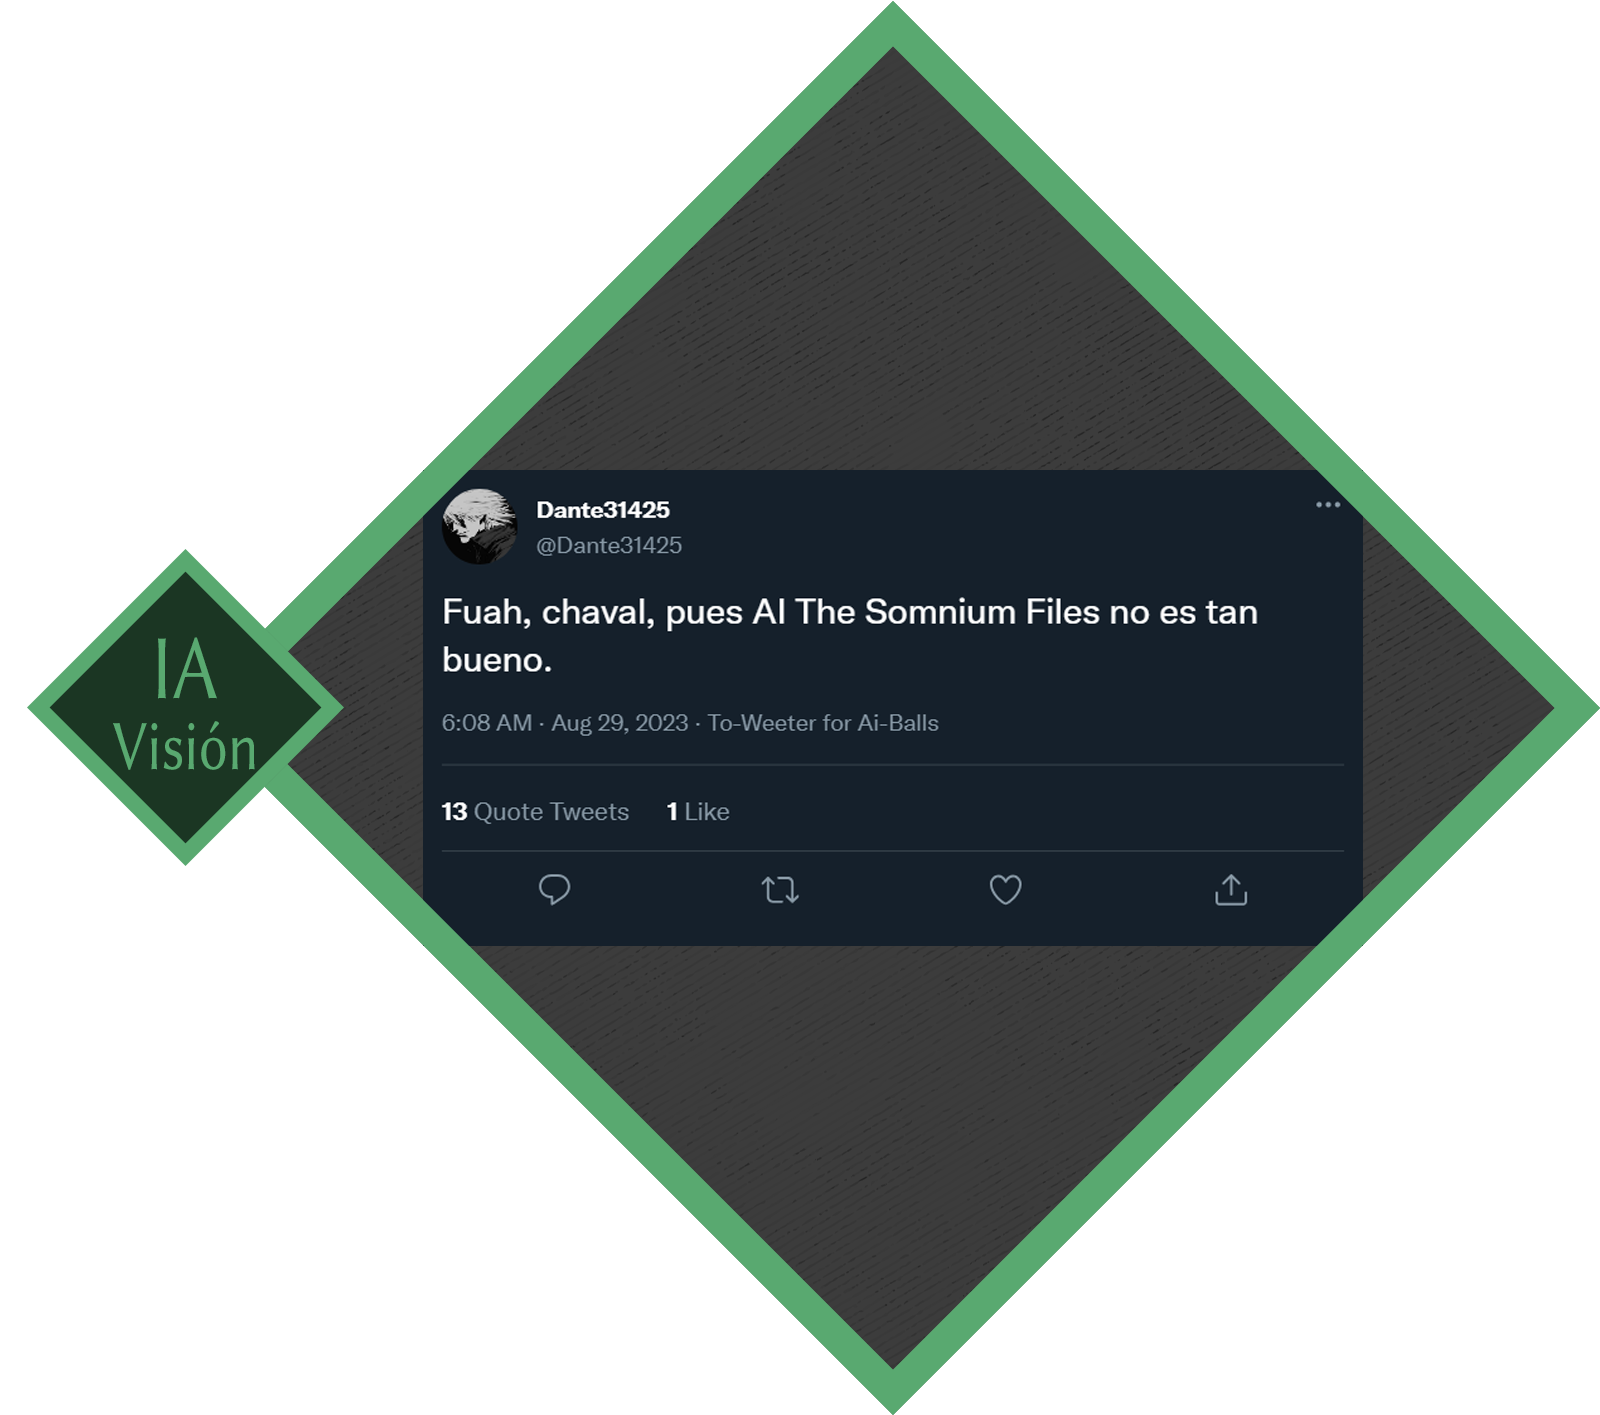 IA
Visión
Dante31425
@Dante31425
Fuah, chaval, pues AI The Somnium Files no es tan
bueno.
6:08 AM · Aug 29, 2023 · To-Weeter for Ai-Balls
13 Quote Tweets 1 Like